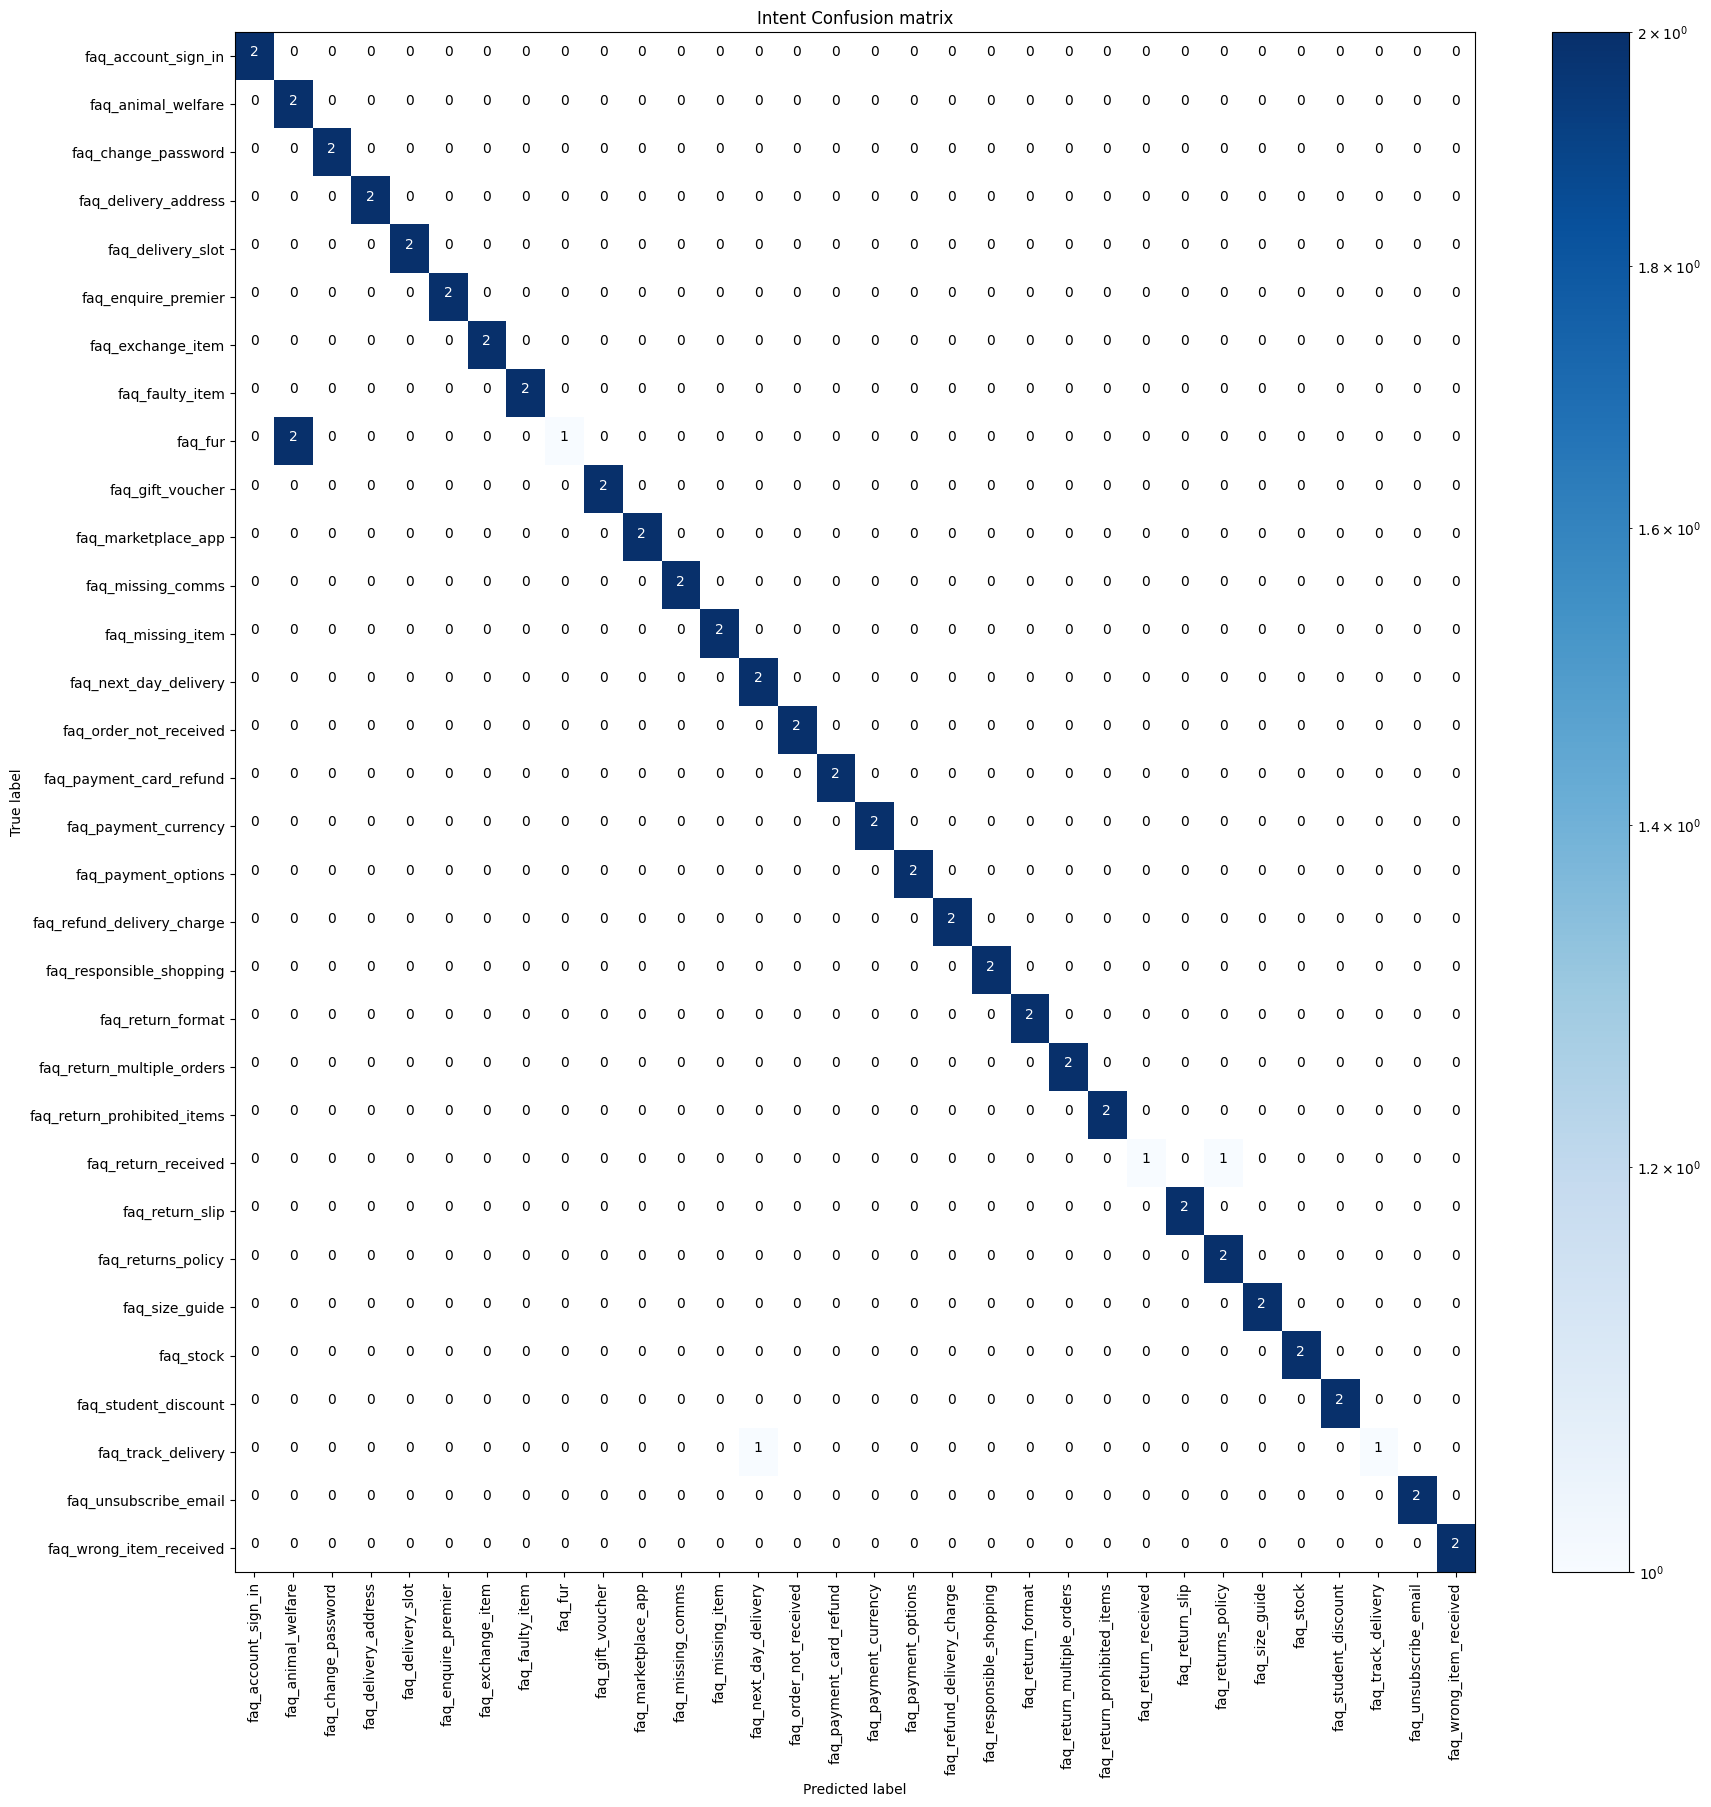 Intent Confusion matrix
faq_account_sign_in 2 0 0 0 0 0 0 0 0 0 0 0 0 0 0 0 0 0 0 0 0 0 0 0 0 0 0 0 0 0 0 0
faq_animal_welfare 0 2 0 0 0 0 0 0 0 0 0 0 0 0 0 0 0 0 0 0 0 0 0 0 0 0 0 0 0 0 0 0
faq_change_password 0 0 2 0 0 0 0 0 0 0 0 0 0 0 0 0 0 0 0 0 0 0 0 0 0 0 0 0 0 0 0 0
faq_delivery_address 0 0 0 2 0 0 0 0 0 0 0 0 0 0 0 0 0 0 0 0 0 0 0 0 0 0 0 0 0 0 0 0
faq_delivery_slot 0 0 0 0 2 0 0 0 0 0 0 0 0 0 0 0 0 0 0 0 0 0 0 0 0 0 0 0 0 0 0 0
faq_enquire_premier 0 0 0 0 0 2 0 0 0 0 0 0 0 0 0 0 0 0 0 0 0 0 0 0 0 0 0 0 0 0 0 0
faq_exchange_item 0 0 0 0 0 0 2 0 0 0 0 0 0 0 0 0 0 0 0 0 0 0 0 0 0 0 0 0 0 0 0 0
faq_faulty_item 0 0 0 0 0 0 0 2 0 0 0 0 0 0 0 0 0 0 0 0 0 0 0 0 0 0 0 0 0 0 0 0
faq_fur 0 2 0 0 0 0 0 0 1 0 0 0 0 0 0 0 0 0 0 0 0 0 0 0 0 0 0 0 0 0 0 0
faq_gift_voucher 0 0 0 0 0 0 0 0 0 2 0 0 0 0 0 0 0 0 0 0 0 0 0 0 0 0 0 0 0 0 0 0
faq_marketplace_app 0 0 0 0 0 0 0 0 0 0 2 0 0 0 0 0 0 0 0 0 0 0 0 0 0 0 0 0 0 0 0 0
faq_missing_comms 0 0 0 0 0 0 0 0 0 0 0 2 0 0 0 0 0 0 0 0 0 0 0 0 0 0 0 0 0 0 0 0
faq_missing_item 0 0 0 0 0 0 0 0 0 0 0 0 2 0 0 0 0 0 0 0 0 0 0 0 0 0 0 0 0 0 0 0
faq_next_day_delivery 0 0 0 0 0 0 0 0 0 0 0 0 0 2 0 0 0 0 0 0 0 0 0 0 0 0 0 0 0 0 0 0
faq_order_not_received 0 0 0 0 0 0 0 0 0 0 0 0 0 0 2 0 0 0 0 0 0 0 0 0 0 0 0 0 0 0 0 0
faq_payment_card_refund 0 0 0 0 0 0 0 0 0 0 0 0 0 0 0 2 0 0 0 0 0 0 0 0 0 0 0 0 0 0 0 0
faq_payment_currency 0 0 0 0 0 0 0 0 0 0 0 0 0 0 0 0 2 0 0 0 0 0 0 0 0 0 0 0 0 0 0 0
faq_payment_options 0 0 0 0 0 0 0 0 0 0 0 0 0 0 0 0 0 2 0 0 0 0 0 0 0 0 0 0 0 0 0 0
faq_refund_delivery_charge 0 0 0 0 0 0 0 0 0 0 0 0 0 0 0 0 0 0 2 0 0 0 0 0 0 0 0 0 0 0 0 0
faq_responsible_shopping 0 0 0 0 0 0 0 0 0 0 0 0 0 0 0 0 0 0 0 2 0 0 0 0 0 0 0 0 0 0 0 0
faq_return_format 0 0 0 0 0 0 0 0 0 0 0 0 0 0 0 0 0 0 0 0 2 0 0 0 0 0 0 0 0 0 0 0
faq_return_multiple_orders 0 0 0 0 0 0 0 0 0 0 0 0 0 0 0 0 0 0 0 0 0 2 0 0 0 0 0 0 0 0 0 0
faq_return_prohibited_items 0 0 0 0 0 0 0 0 0 0 0 0 0 0 0 0 0 0 0 0 0 0 2 0 0 0 0 0 0 0 0 0
faq_return_received 0 0 0 0 0 0 0 0 0 0 0 0 0 0 0 0 0 0 0 0 0 0 0 1 0 1 0 0 0 0 0 0
faq_return_slip 0 0 0 0 0 0 0 0 0 0 0 0 0 0 0 0 0 0 0 0 0 0 0 0 2 0 0 0 0 0 0 0
faq_returns_policy 0 0 0 0 0 0 0 0 0 0 0 0 0 0 0 0 0 0 0 0 0 0 0 0 0 2 0 0 0 0 0 0
faq_size_guide 0 0 0 0 0 0 0 0 0 0 0 0 0 0 0 0 0 0 0 0 0 0 0 0 0 0 2 0 0 0 0 0
faq_stock 0 0 0 0 0 0 0 0 0 0 0 0 0 0 0 0 0 0 0 0 0 0 0 0 0 0 0 2 0 0 0 0
faq_student_discount 0 0 0 0 0 0 0 0 0 0 0 0 0 0 0 0 0 0 0 0 0 0 0 0 0 0 0 0 2 0 0 0
faq_track_delivery 0 0 0 0 0 0 0 0 0 0 0 0 0 1 0 0 0 0 0 0 0 0 0 0 0 0 0 0 0 1 0 0
faq_unsubscribe_email 0 0 0 0 0 0 0 0 0 0 0 0 0 0 0 0 0 0 0 0 0 0 0 0 0 0 0 0 0 0 2 0
faq_wrong_item_received 0 0 0 0 0 0 0 0 0 0 0 0 0 0 0 0 0 0 0 0 0 0 0 0 0 0 0 0 0 0 0 2
True label
faq_account_sign_in
faq_animal_welfare
faq_change_password
faq_delivery_address
faq_delivery_slot
faq_enquire_premier
faq_exchange_item
faq_faulty_item
faq_fur
faq_gift_voucher
faq_marketplace_app
faq_missing_comms
faq_missing_item
faq_next_day_delivery
faq_order_not_received
faq_payment_card_refund
faq_payment_currency
faq_payment_options
faq_refund_delivery_charge
faq_responsible_shopping
faq_return_format
faq_return_multiple_orders
faq_return_prohibited_items
faq_return_received
faq_return_slip
faq_returns_policy
faq_size_guide
faq_stock
faq_student_discount
faq_track_delivery
faq_unsubscribe_email
faq_wrong_item_received
Predicted label
2 × 10⁰
1.8 × 10⁰
1.6 × 10⁰
1.4 × 10⁰
1.2 × 10⁰
10⁰